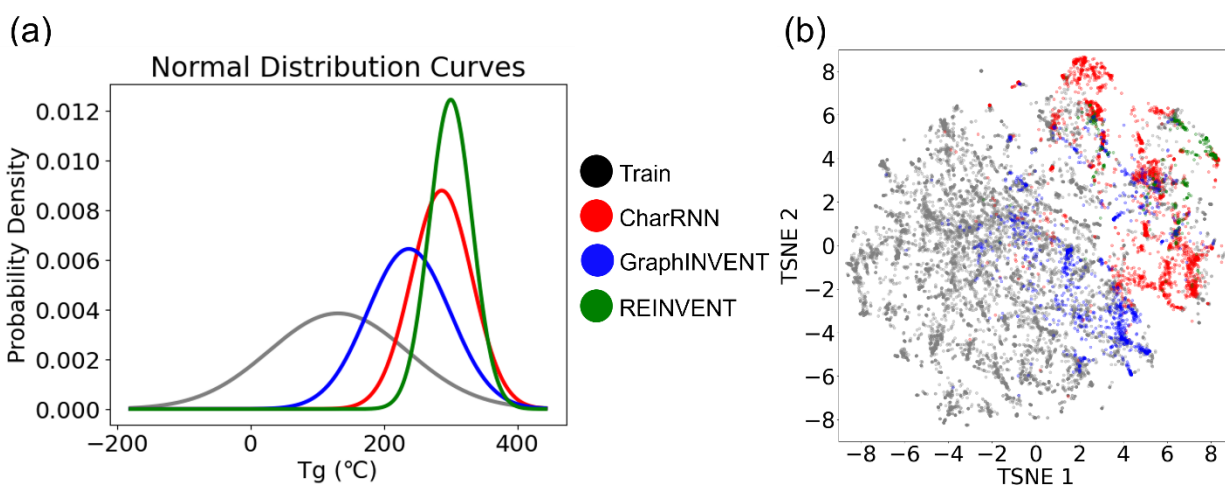 (a)
Normal Distribution Curves
Probability Density
0.012
0.010
0.008
0.006
0.004
0.002
0.000
−200 0 200 400
Tg (℃)
Train
CharRNN
GraphINVENT
REINVENT
(b)
TSNE 2
8
6
4
2
0
−2
−4
−6
−8
−8 −6 −4 −2 0 2 4 6 8
TSNE 1